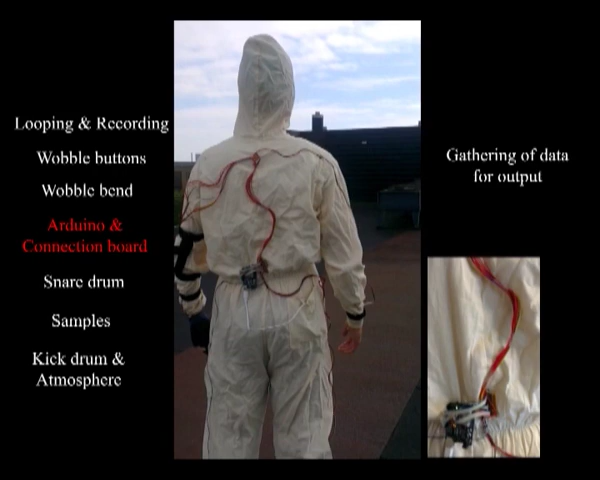 Looping & Recording
Wobble buttons
Wobble bend
Arduino &
Connection board
Snare drum
Samples
Kick drum &
Atmosphere
Gathering of data
for output